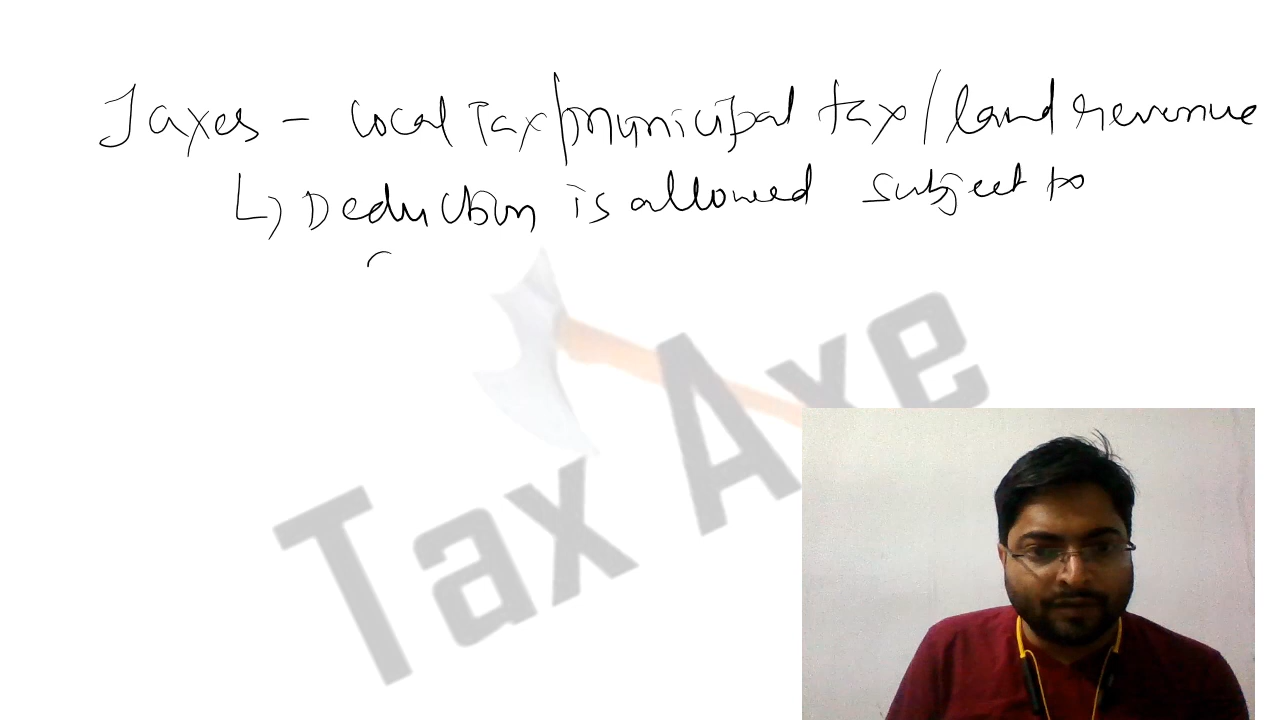 Taxes - Local Tax/Municipal tax/land revenue
↳ Deduction is allowed subject to
Tax Axe